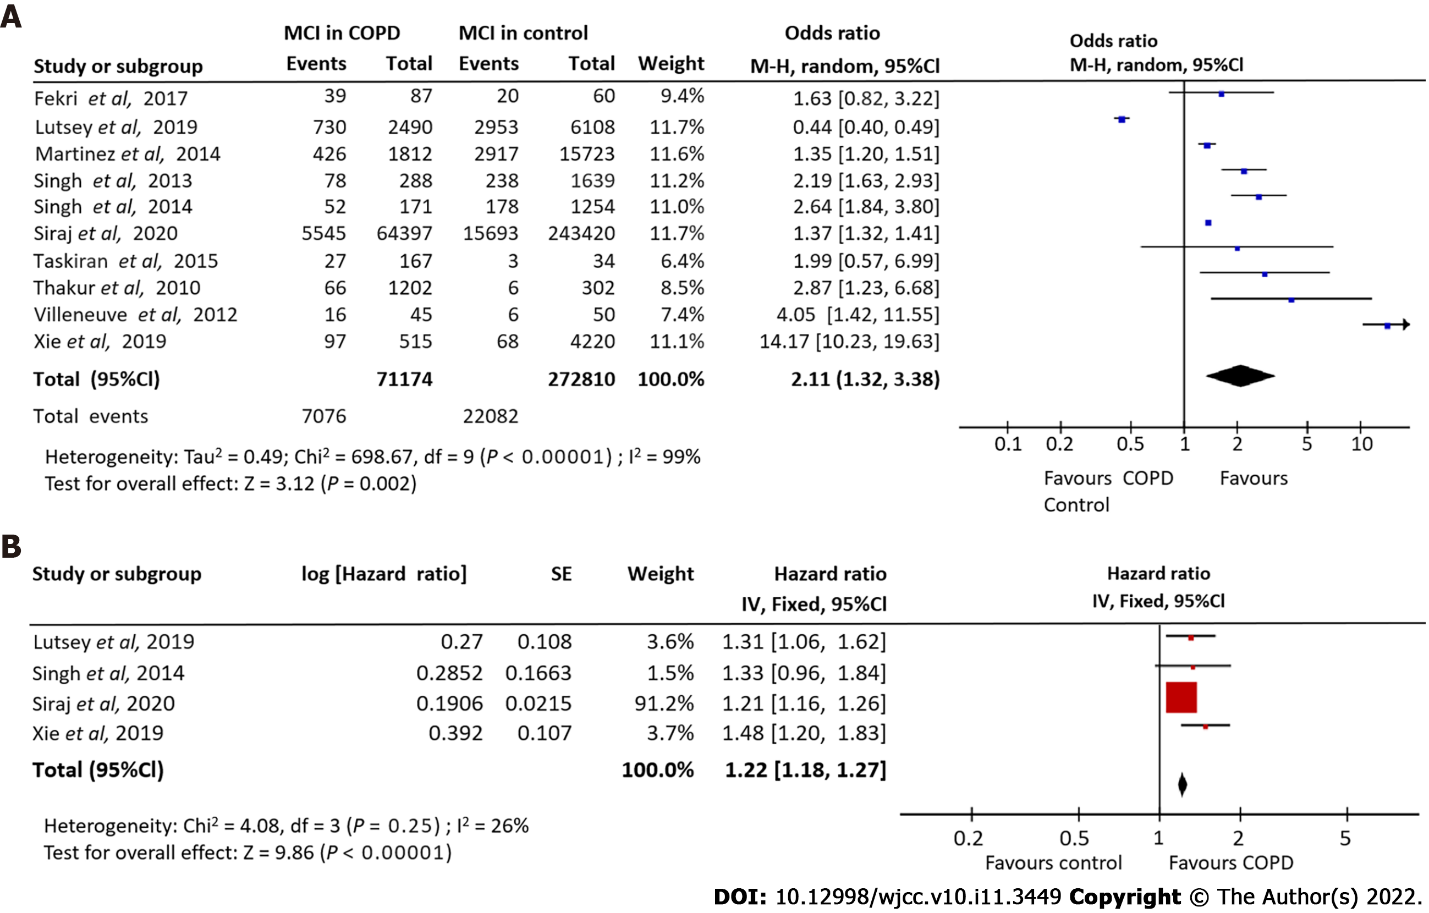 A
MCI in COPD MCI in control Odds ratio Odds ratio
Study or subgroup Events Total Events Total Weight M-H, random, 95%CI M-H, random, 95%CI
Fekri et al, 2017 39 87 20 60 9.4% 1.63 [0.82, 3.22]
Lutsey et al, 2019 730 2490 2953 6108 11.7% 0.44 [0.40, 0.49]
Martinez et al, 2014 426 1812 2917 15723 11.6% 1.35 [1.20, 1.51]
Singh et al, 2013 78 288 238 1639 11.2% 2.19 [1.63, 2.93]
Singh et al, 2014 52 171 178 1254 11.0% 2.64 [1.84, 3.80]
Siraj et al, 2020 5545 64397 15693 243420 11.7% 1.37 [1.32, 1.41]
Taskiran et al, 2015 27 167 3 34 6.4% 1.99 [0.57, 6.99]
Thakur et al, 2010 66 1202 6 302 8.5% 2.87 [1.23, 6.68]
Villeneuve et al, 2012 16 45 6 50 7.4% 4.05 [1.42, 11.55]
Xie et al, 2019 97 515 68 4220 11.1% 14.17 [10.23, 19.63]
Total (95%CI) 71174 272810 100.0% 2.11 (1.32, 3.38)
Total events 7076 22082
Heterogeneity: Tau² = 0.49; Chi² = 698.67, df = 9 (P < 0.00001) ; I² = 99%
Test for overall effect: Z = 3.12 (P = 0.002)
0.1 0.2 0.5 1 2 5 10
Favours COPD Favours
Control
B
Study or subgroup log [Hazard ratio] SE Weight Hazard ratio Hazard ratio
IV, Fixed, 95%CI IV, Fixed, 95%CI
Lutsey et al, 2019 0.27 0.108 3.6% 1.31 [1.06, 1.62]
Singh et al, 2014 0.2852 0.1663 1.5% 1.33 [0.96, 1.84]
Siraj et al, 2020 0.1906 0.0215 91.2% 1.21 [1.16, 1.26]
Xie et al, 2019 0.392 0.107 3.7% 1.48 [1.20, 1.83]
Total (95%CI) 100.0% 1.22 [1.18, 1.27]
Heterogeneity: Chi² = 4.08, df = 3 (P = 0.25) ; I² = 26%
Test for overall effect: Z = 9.86 (P < 0.00001)
0.2 0.5 1 2 5
Favours control Favours COPD
DOI: 10.12998/wjcc.v10.i11.3449 Copyright © The Author(s) 2022.